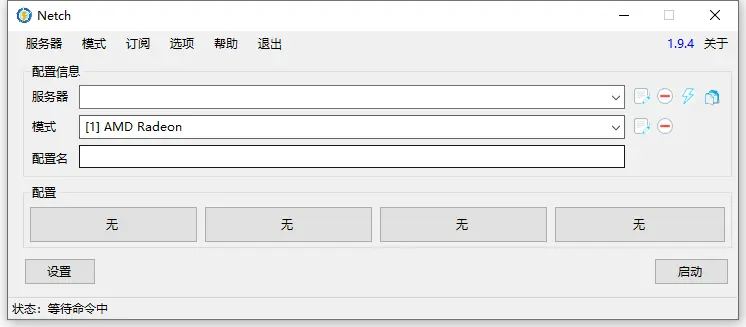 Netch
服务器 模式 订阅 选项 帮助 退出 1.9.4 关于
配置信息
服务器
模式 [1] AMD Radeon
配置名
配置
无 无 无 无
设置 启动
状态：等待命令中